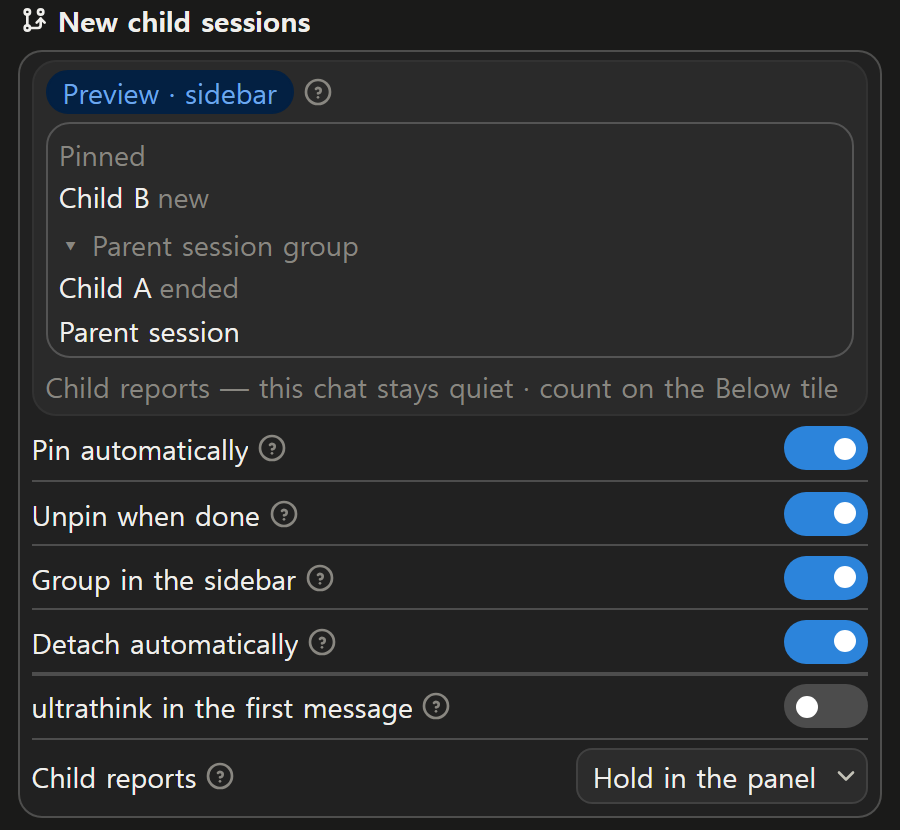 New child sessions
Preview · sidebar ?
Pinned
Child B new
▼ Parent session group
Child A ended
Parent session
Child reports — this chat stays quiet · count on the Below tile
Pin automatically ?
Unpin when done ?
Group in the sidebar ?
Detach automatically ?
ultrathink in the first message ?
Child reports ? Hold in the panel